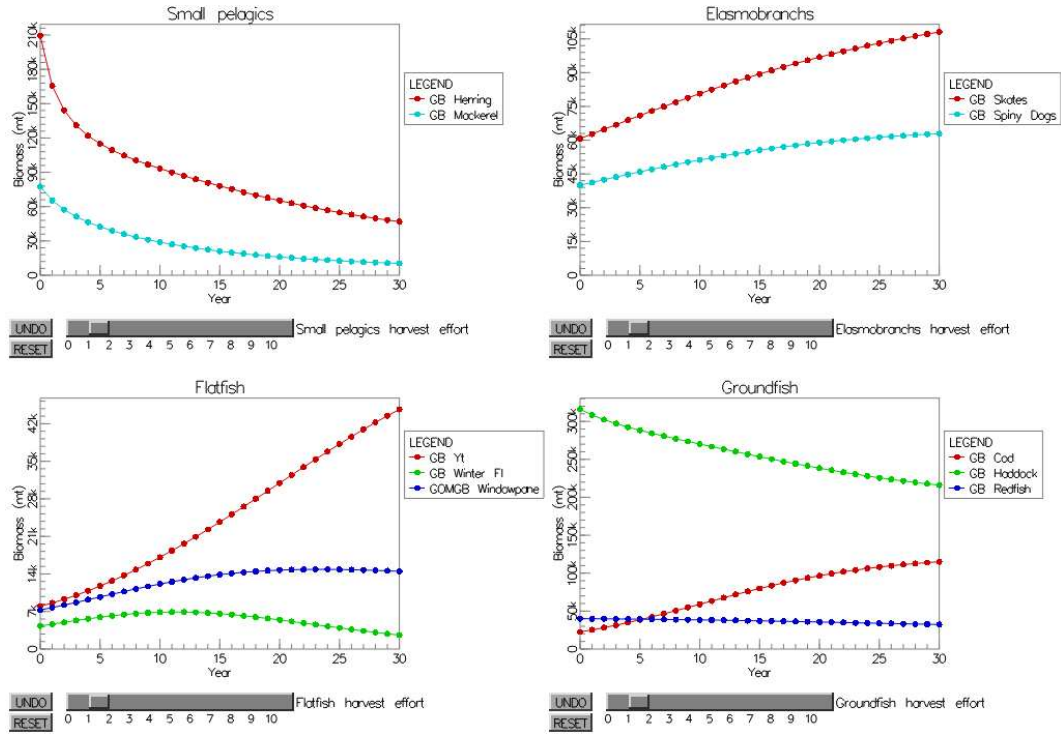 Small pelagics
Biomass (mt)
0 30k 60k 90k 120k 150k 180k 210k
0 5 10 15 20 25 30
Year
LEGEND
GB Herring
GB Mackerel
UNDO
RESET
0 1 2 3 4 5 6 7 8 9 10
Small pelagics harvest effort
Elasmobranchs
Biomass (mt)
0 15k 30k 45k 60k 75k 90k 105k
0 5 10 15 20 25 30
Year
LEGEND
GB Skates
GB Spiny Dogs
UNDO
RESET
0 1 2 3 4 5 6 7 8 9 10
Elasmobranchs harvest effort
Flatfish
Biomass (mt)
0 7k 14k 21k 28k 35k 42k
0 5 10 15 20 25 30
Year
LEGEND
GB Yt
GB Winter Fl
GOMGB Windowpane
UNDO
RESET
0 1 2 3 4 5 6 7 8 9 10
Flatfish harvest effort
Groundfish
Biomass (mt)
0 50k 100k 150k 200k 250k 300k
0 5 10 15 20 25 30
Year
LEGEND
GB Cod
GB Haddock
GB Redfish
UNDO
RESET
0 1 2 3 4 5 6 7 8 9 10
Groundfish harvest effort